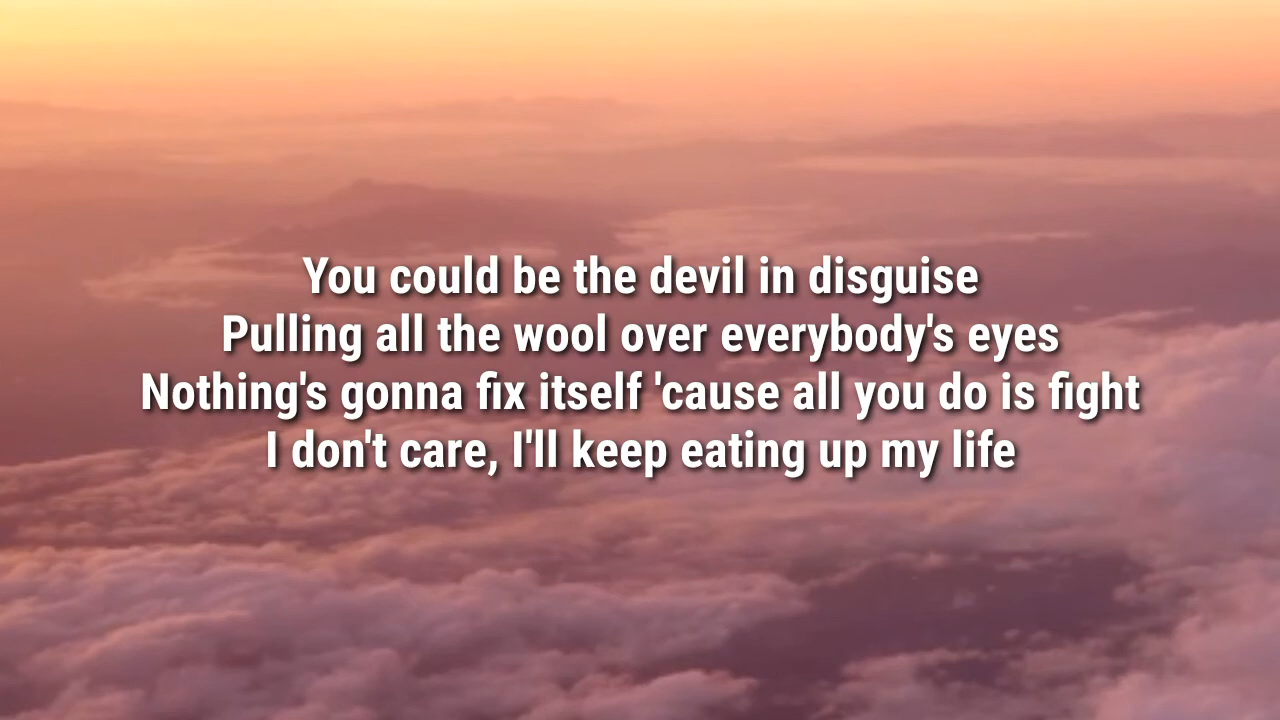 You could be the devil in disguise
Pulling all the wool over everybody's eyes
Nothing's gonna fix itself 'cause all you do is fight
I don't care, I'll keep eating up my life